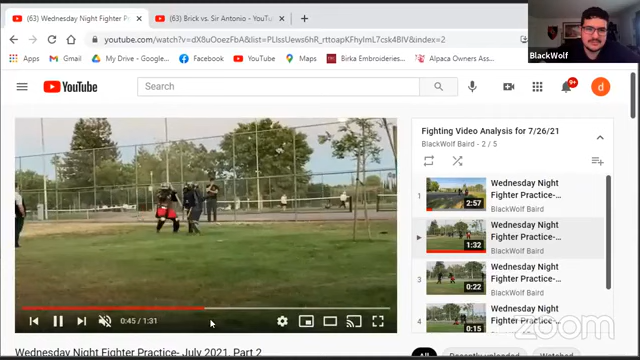 (63) Wednesday Night Fighter Pr
(63) Brick vs. Sir Antonio - YouTu
youtube.com/watch?v=dX8uOoezFbA&list=PLIssUews6hR_rttoapKFhyImL7csk4BIV&index=2
BlackWolf
Apps
Gmail
My Drive - Google...
Facebook
YouTube
Maps
Birka Embroideries...
Alpaca Owners Ass...
YouTube
Search
9+
d
Fighting Video Analysis for 7/26/21
BlackWolf Baird - 2 / 5
1
2:57
Wednesday Night
Fighter Practice-...
BlackWolf Baird
1:32
Wednesday Night
Fighter Practice-...
BlackWolf Baird
3
0:22
Wednesday Night
Fighter Practice-...
BlackWolf Baird
4
0:15
Wednesday Night
Fighter Practice-...
0:45 / 1:31
zoom
Wednesday Night Fighter Practice- July 2021, Part 2
All
Recently uploaded
Watched